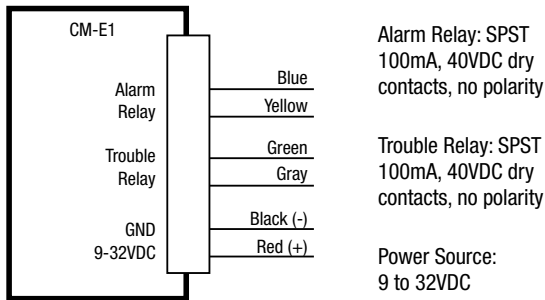 CM-E1
Alarm
Relay
Blue
Yellow
Trouble
Relay
Green
Gray
GND
9-32VDC
Black (-)
Red (+)
Alarm Relay: SPST
100mA, 40VDC dry
contacts, no polarity
Trouble Relay: SPST
100mA, 40VDC dry
contacts, no polarity
Power Source:
9 to 32VDC